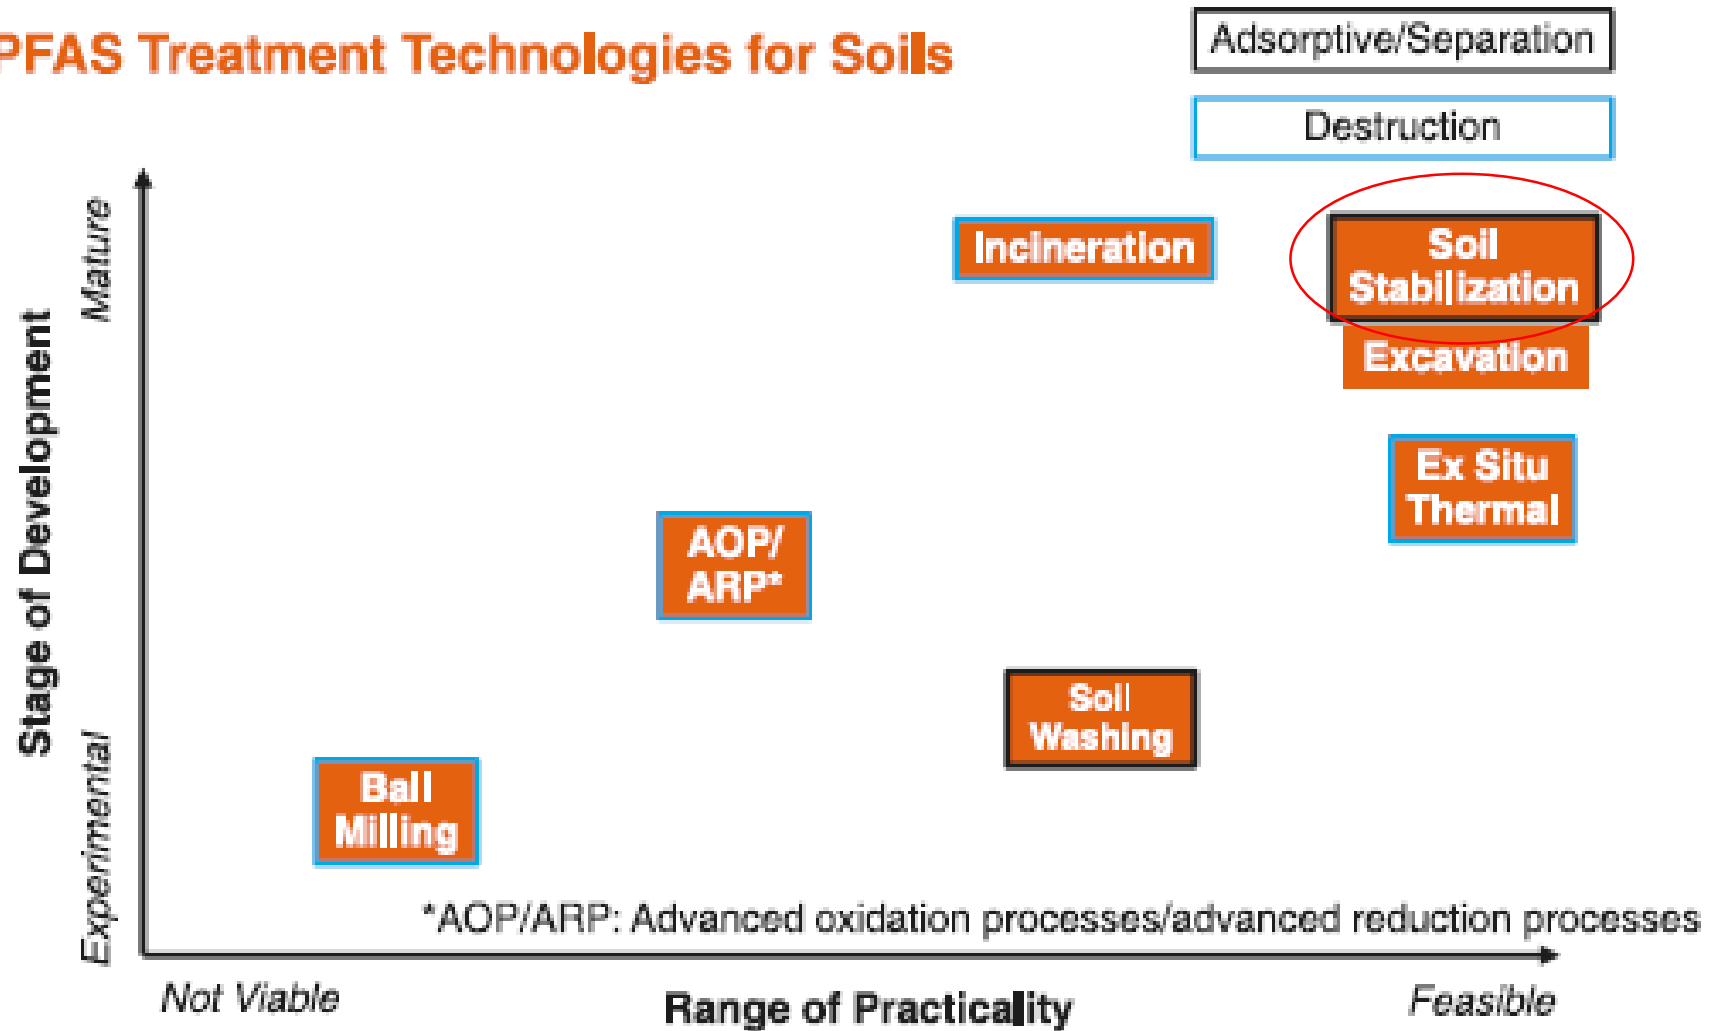 PFAS Treatment Technologies for Soils
Adsorptive/Separation
Destruction
Mature
Stage of Development
Experimental
Incineration
Soil
Stabilization
Excavation
Ex Situ
Thermal
AOP/
ARP*
Soil
Washing
Ball
Milling
*AOP/ARP: Advanced oxidation processes/advanced reduction processes
Not Viable
Range of Practicality
Feasible